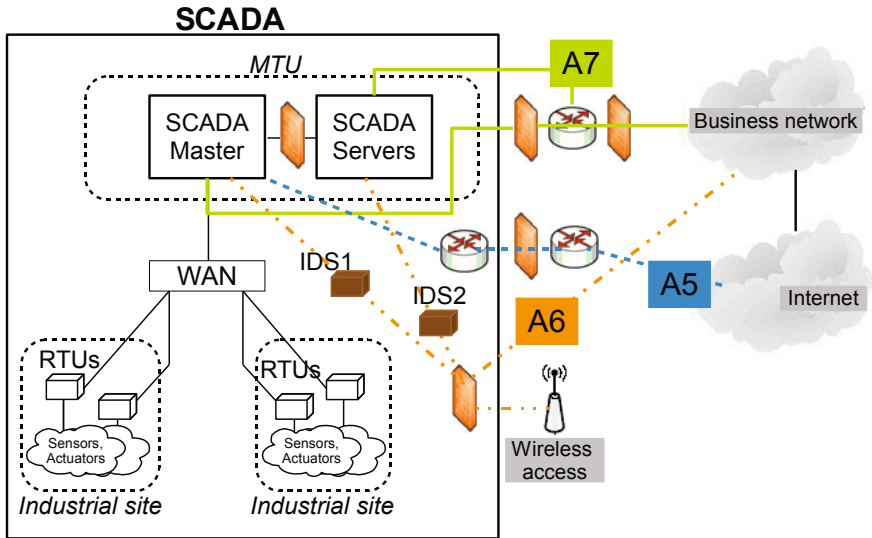 SCADA
MTU
A7
SCADA
Master
SCADA
Servers
Business network
WAN
IDS1
IDS2
A6
A5
Internet
RTUs
RTUs
Sensors,
Actuators
Sensors,
Actuators
Wireless
access
Industrial site
Industrial site